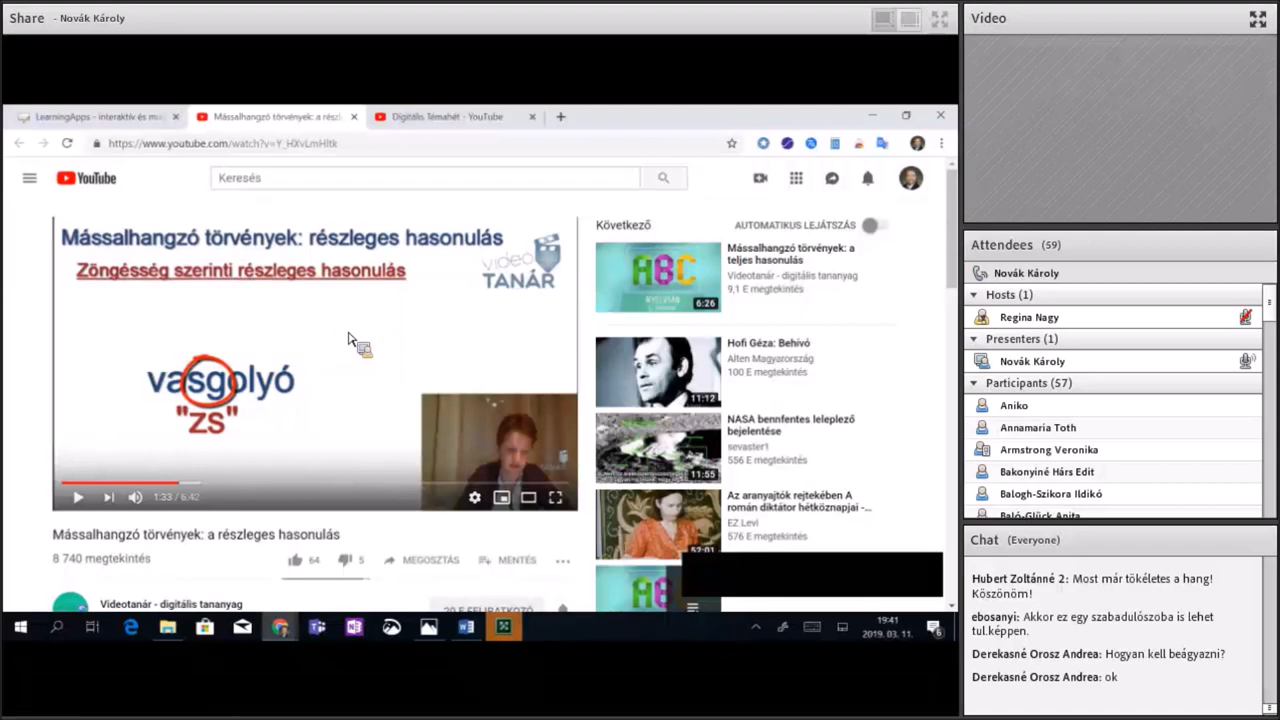 Share - Novák Károly
LearningApps - interaktív és mu
Mássalhangzó törvények: a rész
Digitális Témahét - YouTube
https://www.youtube.com/watch?v=Y_HXvLmHltk
YouTube
Keresés
Mássalhangzó törvények: részleges hasonulás
Zöngésség szerinti részleges hasonulás
video
TANÁR
vasgolyó
"ZS"
1:33 / 6:42
Mássalhangzó törvények: a részleges hasonulás
8 740 megtekintés
64
5
MEGOSZTÁS
MENTÉS
Videotanár - digitális tananyag
Következő
AUTOMATIKUS LEJÁTSZÁS
ABC
6:26
Mássalhangzó törvények: a
teljes hasonulás
Videotanár - digitális tananyag
9,1 E megtekintés
11:12
Hofi Géza: Behívó
Alten Magyarország
100 E megtekintés
11:55
NASA bennfentes leleplező
bejelentése
sevaster1
556 E megtekintés
52:01
Az aranyajtók rejtekében A
román diktátor hétköznapjai -...
EZ Levi
576 E megtekintés
19:41
2019. 03. 11.
6
Video
Attendees (59)
Novák Károly
Hosts (1)
Regina Nagy
Presenters (1)
Novák Károly
Participants (57)
Aniko
Annamaria Toth
Armstrong Veronika
Bakonyiné Hárs Edit
Balogh-Szikora Ildikó
Baló-Glück Anita
Chat (Everyone)
Hubert Zoltánné 2: Most már tökéletes a hang!
Köszönöm!
ebosanyi: Akkor ez egy szabadulószoba is lehet
tul.képpen.
Derekasné Orosz Andrea: Hogyan kell beágyazni?
Derekasné Orosz Andrea: ok